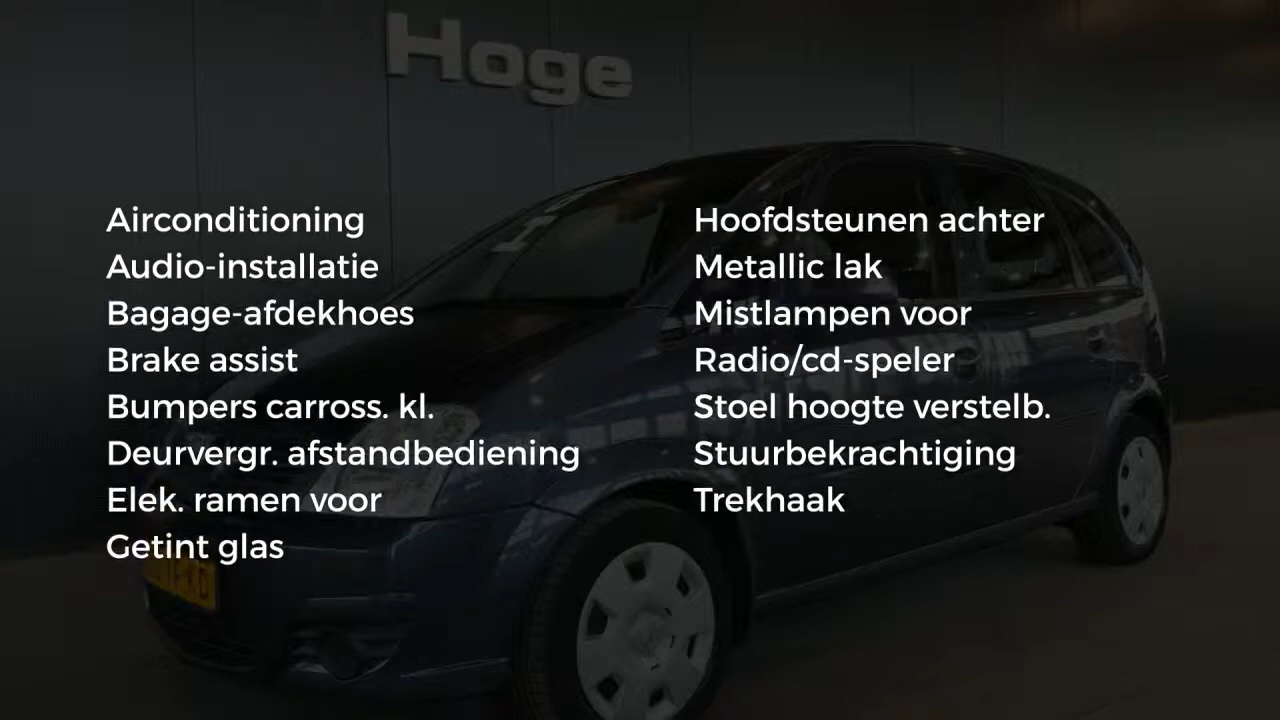 Hoge
Airconditioning
Audio-installatie
Bagage-afdekhoes
Brake assist
Bumpers carross. kl.
Deurvergr. afstandbediening
Elek. ramen voor
Getint glas
Hoofdsteunen achter
Metallic lak
Mistlampen voor
Radio/cd-speler
Stoel hoogte verstelb.
Stuurbekrachtiging
Trekhaak